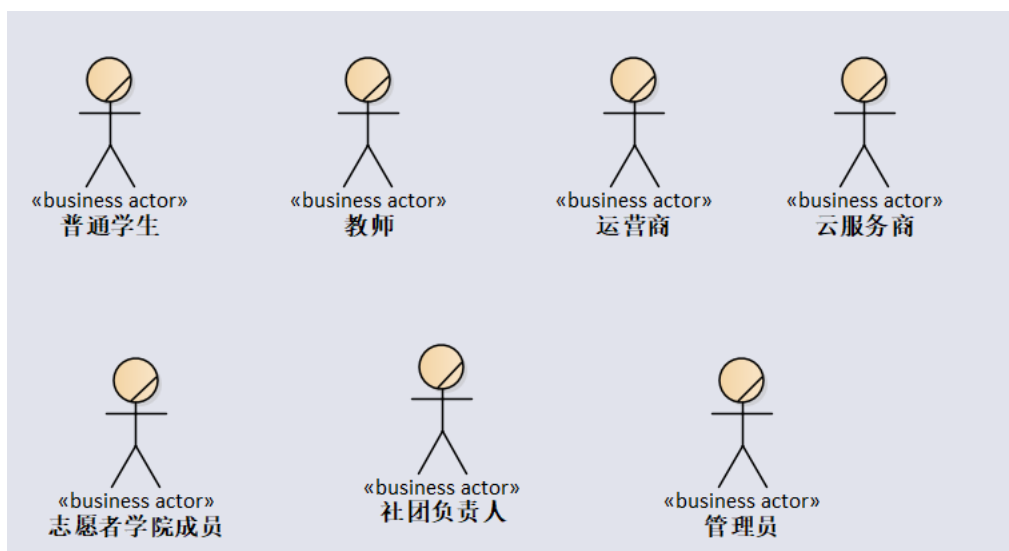 «business actor»
普通学生
«business actor»
教师
«business actor»
运营商
«business actor»
云服务商
«business actor»
志愿者学院成员
«business actor»
社团负责人
«business actor»
管理员